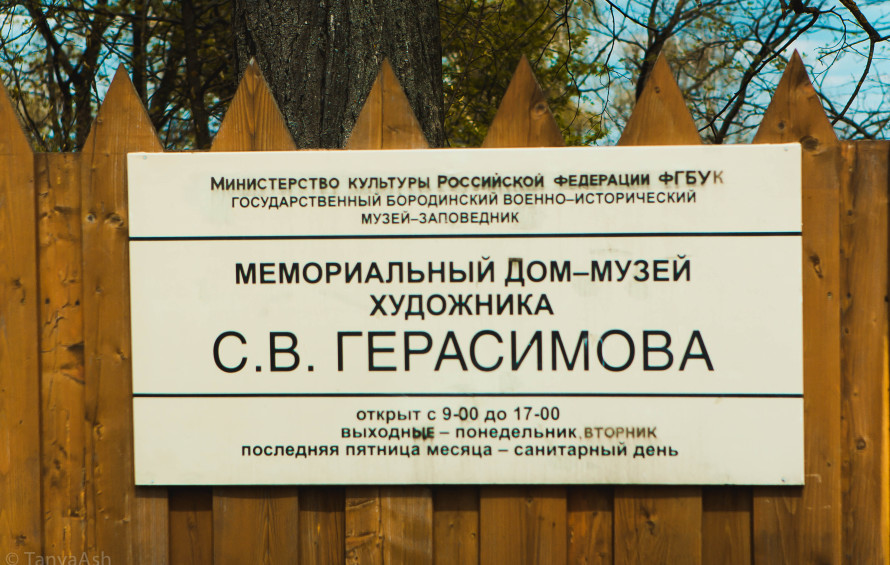 Министерство культуры Российской федерации ФГБУК
государственный Бородинский военно–исторический
музей–заповедник
МЕМОРИАЛЬНЫЙ ДОМ–МУЗЕЙ
ХУДОЖНИКА
С.В. ГЕРАСИМОВА
открыт с 9-00 до 17-00
выходные – понедельник, вторник
последняя пятница месяца – санитарный день
© TanyaAsh